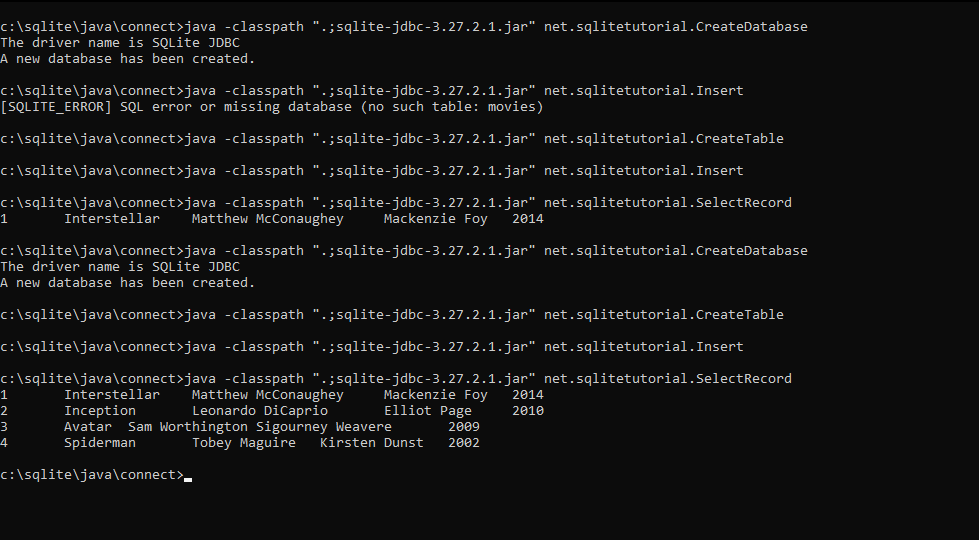 c:\sqlite\java\connect>java -classpath ".;sqlite-jdbc-3.27.2.1.jar" net.sqlitetutorial.CreateDatabase
The driver name is SQLite JDBC
A new database has been created.
c:\sqlite\java\connect>java -classpath ".;sqlite-jdbc-3.27.2.1.jar" net.sqlitetutorial.Insert
[SQLITE_ERROR] SQL error or missing database (no such table: movies)
c:\sqlite\java\connect>java -classpath ".;sqlite-jdbc-3.27.2.1.jar" net.sqlitetutorial.CreateTable
c:\sqlite\java\connect>java -classpath ".;sqlite-jdbc-3.27.2.1.jar" net.sqlitetutorial.Insert
c:\sqlite\java\connect>java -classpath ".;sqlite-jdbc-3.27.2.1.jar" net.sqlitetutorial.SelectRecord
1       Interstellar    Matthew McConaughey     Mackenzie Foy   2014
c:\sqlite\java\connect>java -classpath ".;sqlite-jdbc-3.27.2.1.jar" net.sqlitetutorial.CreateDatabase
The driver name is SQLite JDBC
A new database has been created.
c:\sqlite\java\connect>java -classpath ".;sqlite-jdbc-3.27.2.1.jar" net.sqlitetutorial.CreateTable
c:\sqlite\java\connect>java -classpath ".;sqlite-jdbc-3.27.2.1.jar" net.sqlitetutorial.Insert
c:\sqlite\java\connect>java -classpath ".;sqlite-jdbc-3.27.2.1.jar" net.sqlitetutorial.SelectRecord
1       Interstellar    Matthew McConaughey     Mackenzie Foy   2014
2       Inception       Leonardo DiCaprio       Elliot Page     2010
3       Avatar  Sam Worthington Sigourney Weavere       2009
4       Spiderman       Tobey Maguire   Kirsten Dunst   2002
c:\sqlite\java\connect>